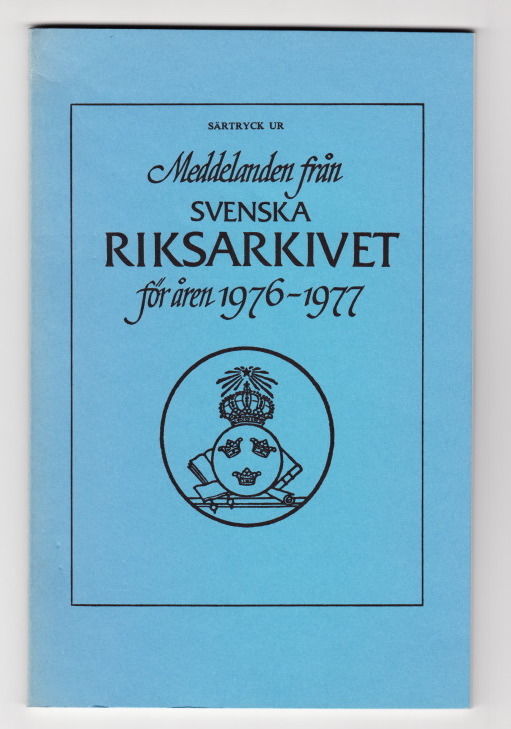 SÄRTRYCK UR
Meddelanden från
SVENSKA
RIKSARKIVET
för åren 1976-1977